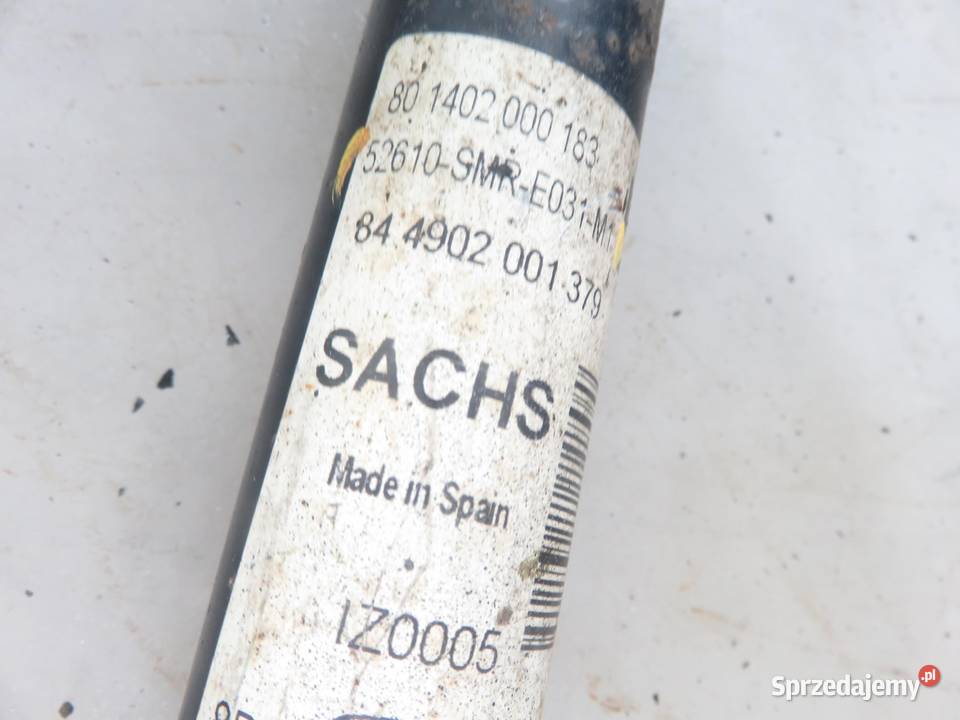 80 1402 000 183
52610-SMR-E031-M1
84 4902 001 379
SACHS
Made in Spain
IZ0005
Sprzedajemy.pl